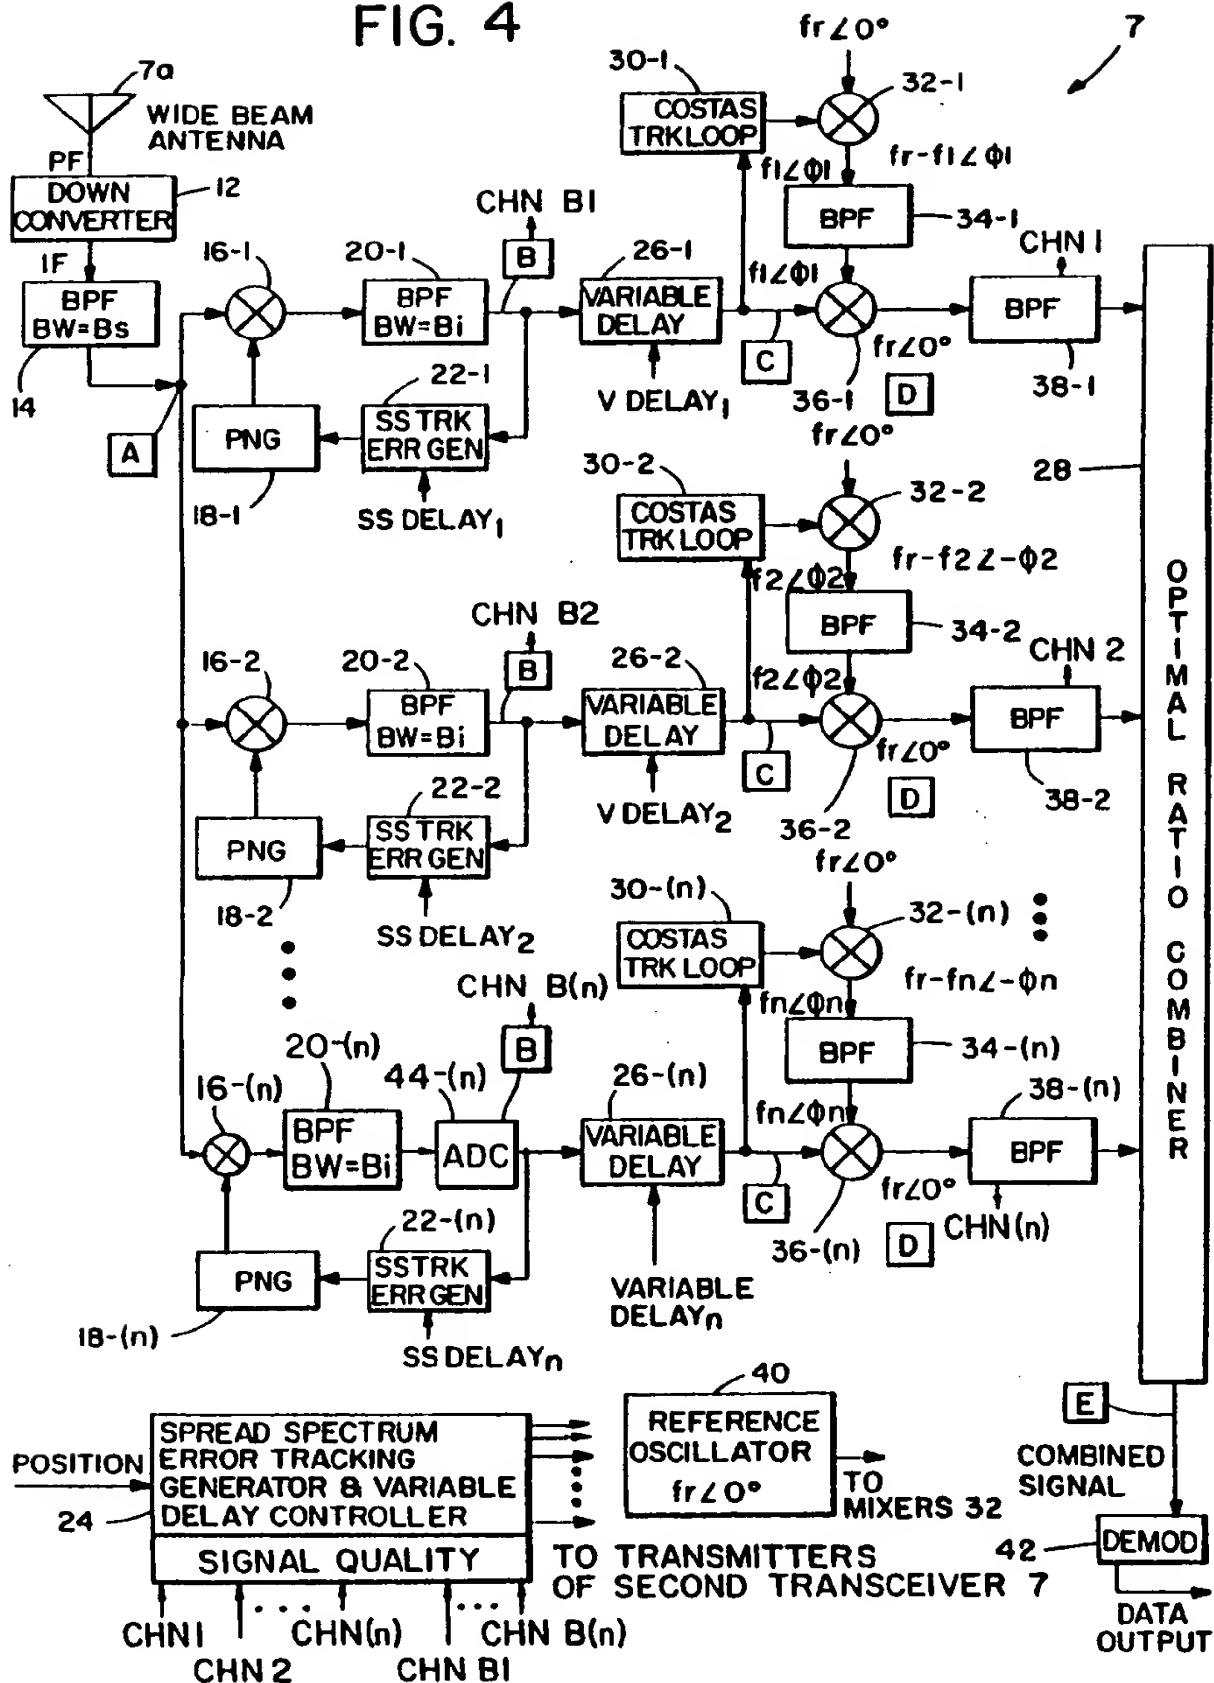 FIG. 4
7a
WIDE BEAM
ANTENNA
PF
DOWN
CONVERTER
12
IF
BPF
BW=Bs
14
A
16-1
PNG
18-1
20-1
BPF
BW=Bi
22-1
SS TRK
ERR GEN
SS DELAY1
CHN B1
B
26-1
VARIABLE
DELAY
V DELAY1
30-1
COSTAS
TRK LOOP
fr∠0°
32-1
7
f1∠Φ1
fr-f1∠Φ1
BPF
34-1
f1∠Φ1
C
36-1
fr∠0°
D
CHN 1
BPF
38-1
28
OPTIMAL RATIO COMBINER
16-2
PNG
18-2
20-2
BPF
BW=Bi
22-2
SS TRK
ERR GEN
SS DELAY2
CHN B2
B
26-2
VARIABLE
DELAY
V DELAY2
30-2
COSTAS
TRK LOOP
fr∠0°
32-2
f2∠Φ2
fr-f2∠-Φ2
BPF
34-2
f2∠Φ2
C
36-2
fr∠0°
D
CHN 2
BPF
38-2
16-(n)
PNG
18-(n)
20-(n)
BPF
BW=Bi
44-(n)
ADC
22-(n)
SS TRK
ERR GEN
SS DELAYn
CHN B(n)
B
26-(n)
VARIABLE
DELAY
VARIABLE
DELAYn
30-(n)
COSTAS
TRK LOOP
fr∠0°
32-(n)
fn∠Φn
fr-fn∠-Φn
BPF
34-(n)
fn∠Φn
C
36-(n)
fr∠0°
D
38-(n)
BPF
CHN(n)
POSITION
24
SPREAD SPECTRUM
ERROR TRACKING
GENERATOR & VARIABLE
DELAY CONTROLLER
SIGNAL QUALITY
CHN 1
CHN 2
CHN(n)
CHN B1
CHN B(n)
TO TRANSMITTERS
OF SECOND TRANSCEIVER 7
40
REFERENCE
OSCILLATOR
fr∠0°
TO
MIXERS 32
E
COMBINED
SIGNAL
42
DEMOD
DATA
OUTPUT